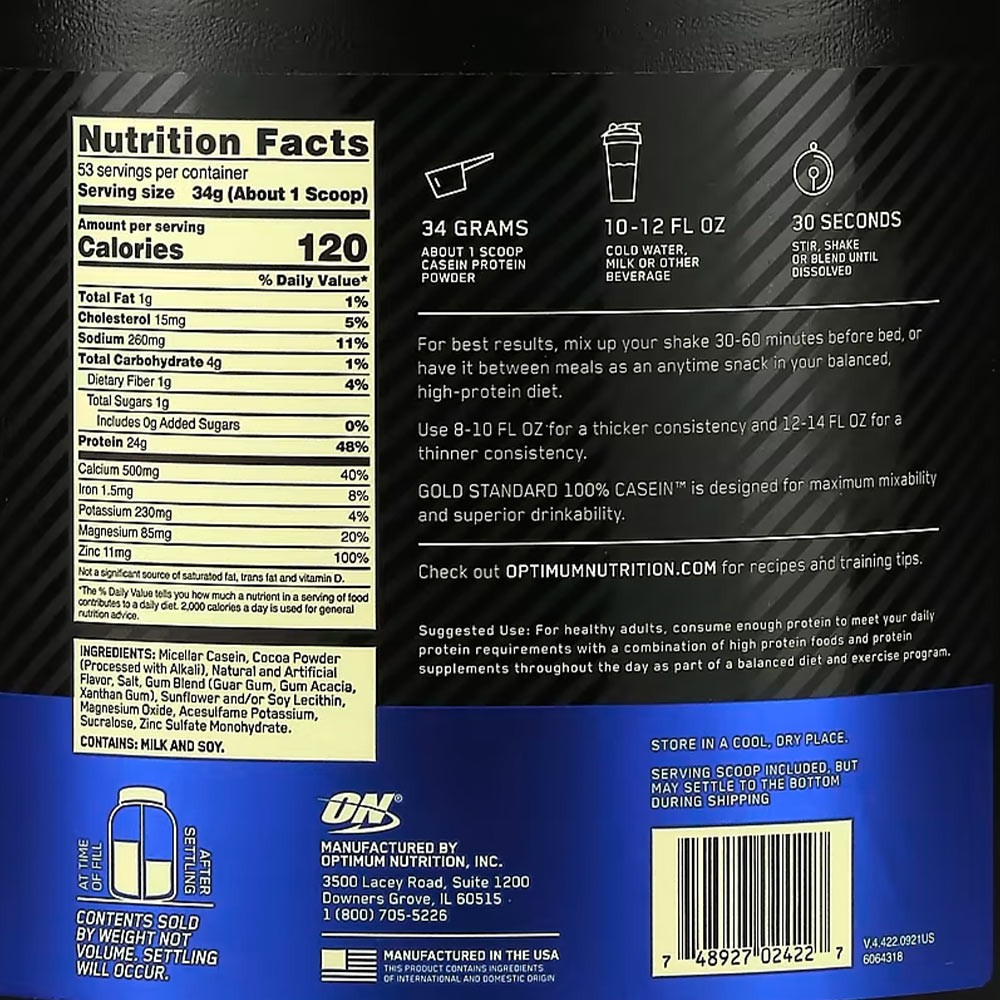 Nutrition Facts
53 servings per container
Serving size 34g (About 1 Scoop)
Amount per serving
Calories 120
% Daily Value*
Total Fat 1g 1%
Cholesterol 15mg 5%
Sodium 260mg 11%
Total Carbohydrate 4g 1%
Dietary Fiber 1g 4%
Total Sugars 1g
Includes 0g Added Sugars 0%
Protein 24g 48%
Calcium 500mg 40%
Iron 1.5mg 8%
Potassium 230mg 4%
Magnesium 85mg 20%
Zinc 11mg 100%
Not a significant source of saturated fat, trans fat and vitamin D.
*The % Daily Value tells you how much a nutrient in a serving of food
contributes to a daily diet. 2,000 calories a day is used for general
nutrition advice.
INGREDIENTS: Micellar Casein, Cocoa Powder
(Processed with Alkali), Natural and Artificial
Flavor, Salt, Gum Blend (Guar Gum, Gum Acacia,
Xanthan Gum), Sunflower and/or Soy Lecithin,
Magnesium Oxide, Acesulfame Potassium,
Sucralose, Zinc Sulfate Monohydrate.
CONTAINS: MILK AND SOY.
34 GRAMS
ABOUT 1 SCOOP
CASEIN PROTEIN
POWDER
10-12 FL OZ
COLD WATER,
MILK OR OTHER
BEVERAGE
30 SECONDS
STIR, SHAKE
OR BLEND UNTIL
DISSOLVED
For best results, mix up your shake 30-60 minutes before bed, or
have it between meals as an anytime snack in your balanced,
high-protein diet.
Use 8-10 FL OZ for a thicker consistency and 12-14 FL OZ for a
thinner consistency.
GOLD STANDARD 100% CASEIN™ is designed for maximum mixability
and superior drinkability.
Check out OPTIMUMNUTRITION.COM for recipes and training tips.
Suggested Use: For healthy adults, consume enough protein to meet your daily
protein requirements with a combination of high protein foods and protein
supplements throughout the day as part of a balanced diet and exercise program.
AT TIME
OF FILL
AFTER
SETTLING
CONTENTS SOLD
BY WEIGHT NOT
VOLUME. SETTLING
WILL OCCUR.
ON®
MANUFACTURED BY
OPTIMUM NUTRITION, INC.
3500 Lacey Road, Suite 1200
Downers Grove, IL 60515
1 (800) 705-5226
MANUFACTURED IN THE USA
THIS PRODUCT CONTAINS INGREDIENTS
OF INTERNATIONAL AND DOMESTIC ORIGIN
STORE IN A COOL, DRY PLACE.
SERVING SCOOP INCLUDED, BUT
MAY SETTLE TO THE BOTTOM
DURING SHIPPING
7 48927 02422 7
V.4.422.0921US
6064318